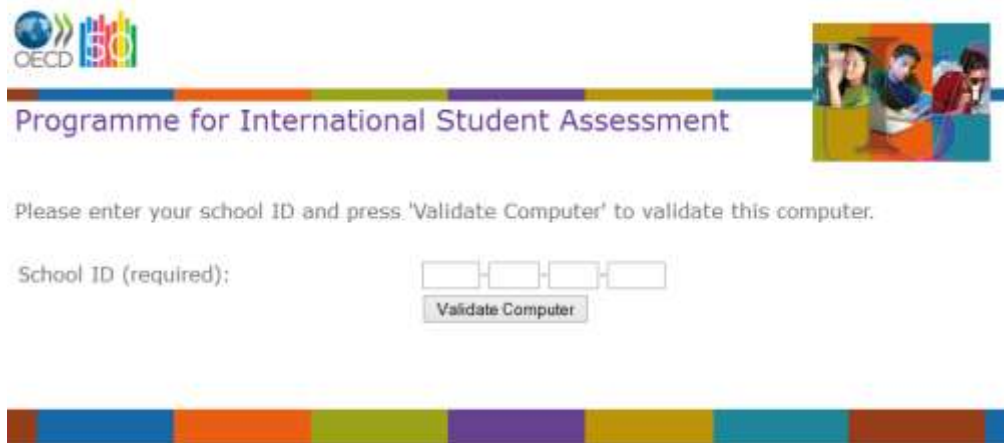 OECD
50
Programme for International Student Assessment
Please enter your school ID and press 'Validate Computer' to validate this computer.
School ID (required):
- - -
Validate Computer